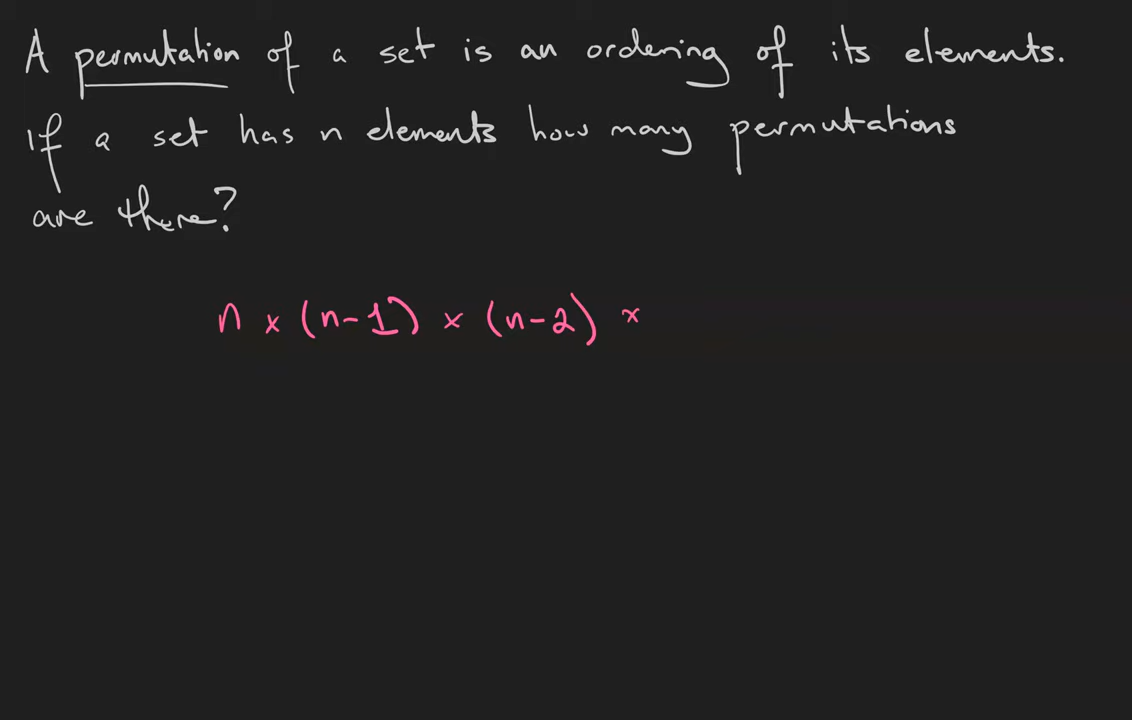 A permutation of a set is an ordering of its elements.
If a set has n elements how many permutations
are there?
n × (n-1) × (n-2) ×